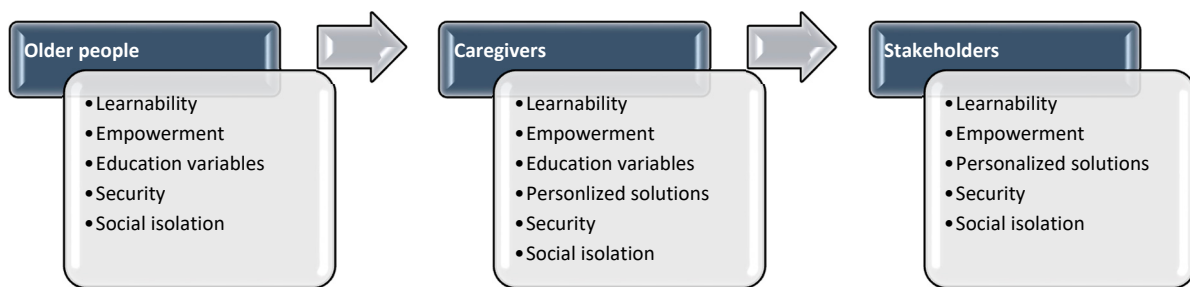 Older people
•Learnability
•Empowerment
•Education variables
•Security
•Social isolation
Caregivers
•Learnability
•Empowerment
•Education variables
•Personlized solutions
•Security
•Social isolation
Stakeholders
•Learnability
•Empowerment
•Personalized solutions
•Security
•Social isolation